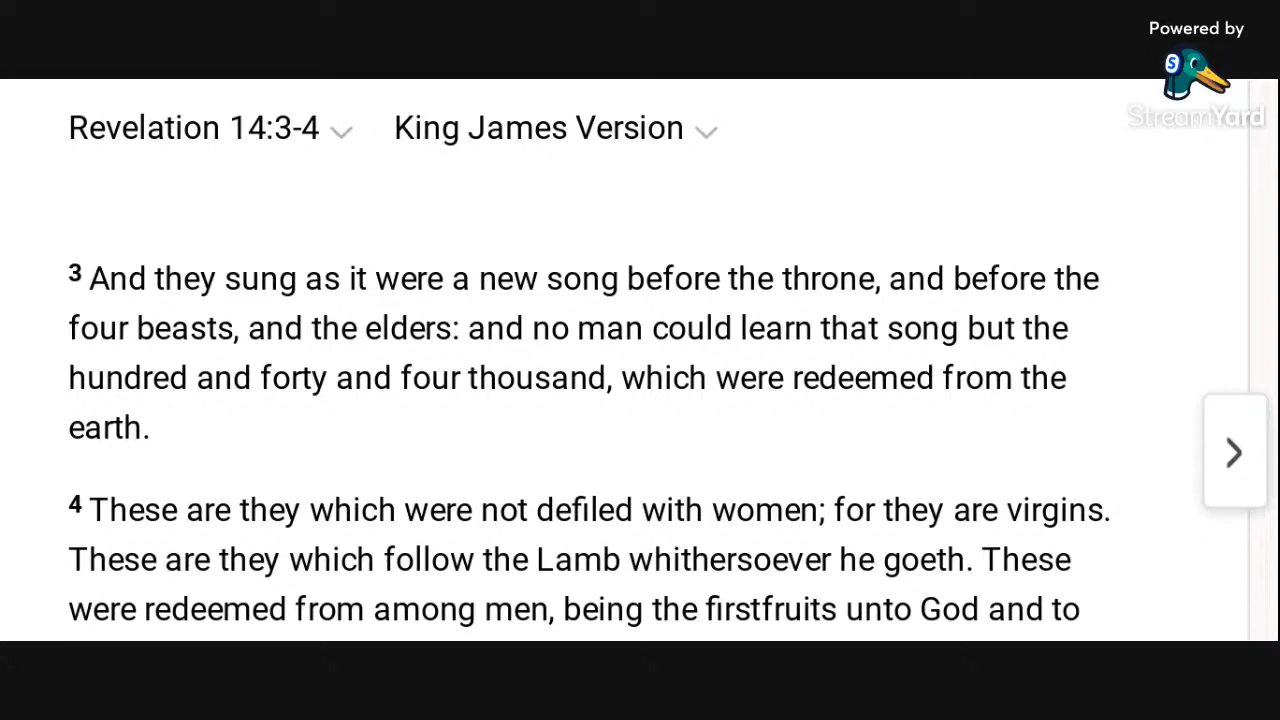 Powered by
StreamYard
Revelation 14:3-4 King James Version
3 And they sung as it were a new song before the throne, and before the
four beasts, and the elders: and no man could learn that song but the
hundred and forty and four thousand, which were redeemed from the
earth.
4 These are they which were not defiled with women; for they are virgins.
These are they which follow the Lamb whithersoever he goeth. These
were redeemed from among men, being the firstfruits unto God and to